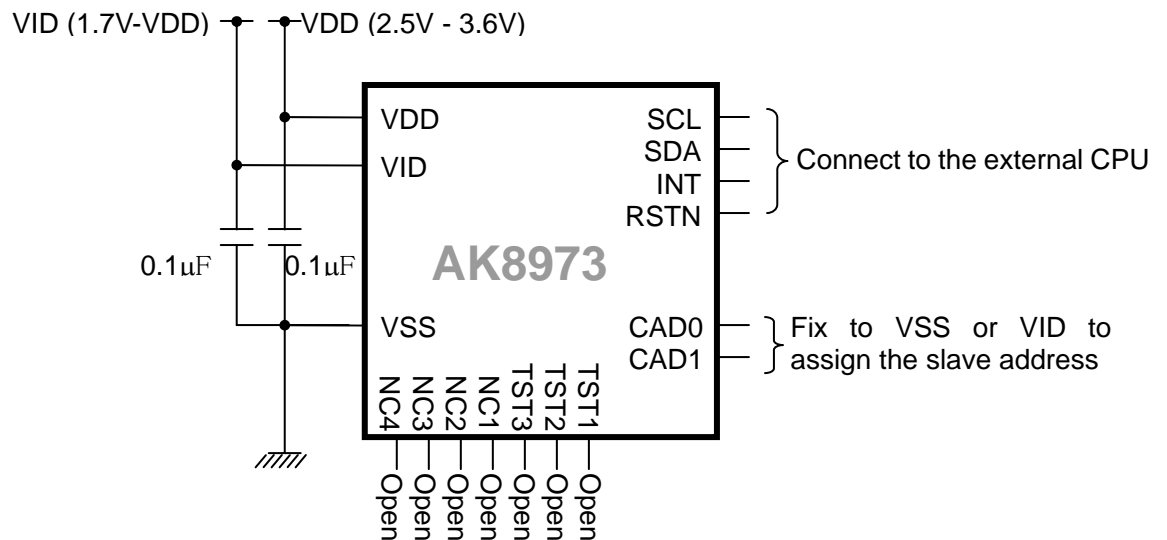 VID (1.7V-VDD)
VDD (2.5V - 3.6V)
VDD
VID
VSS
SCL
SDA
INT
RSTN
Connect to the external CPU
0.1μF
0.1μF
AK8973
CAD0
CAD1
Fix to VSS or VID to
assign the slave address
NC4
NC3
NC2
NC1
TST3
TST2
TST1
Open
Open
Open
Open
Open
Open
Open